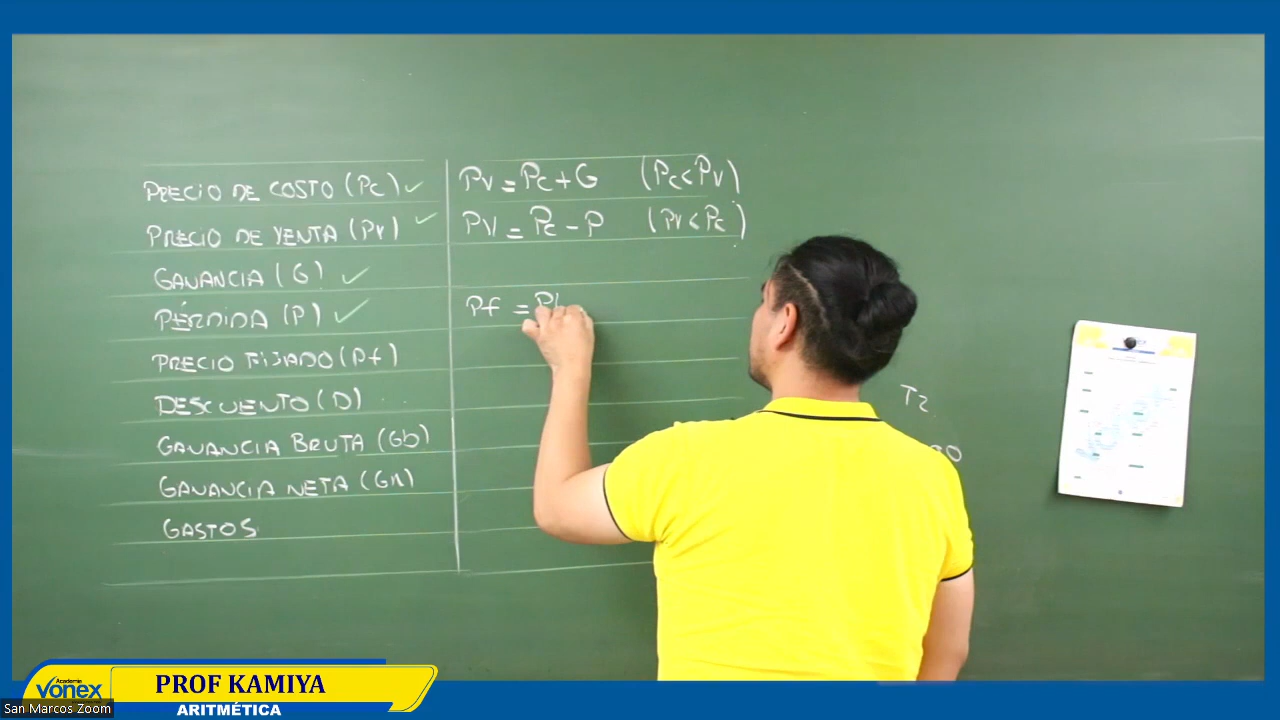 PRECIO DE COSTO (Pc) ✓
PRECIO DE VENTA (Pv) ✓
GANANCIA (G) ✓
PÉRDIDA (P) ✓
PRECIO FIJADO (Pf)
DESCUENTO (D)
GANANCIA BRUTA (Gb)
GANANCIA NETA (GN)
GASTOS
Pv = Pc + G (Pc < Pv)
Pv = Pc - P (Pv < Pc)
Pf =
T2
Academia
Vonex
PROF KAMIYA
ARITMÉTICA
San Marcos Zoom